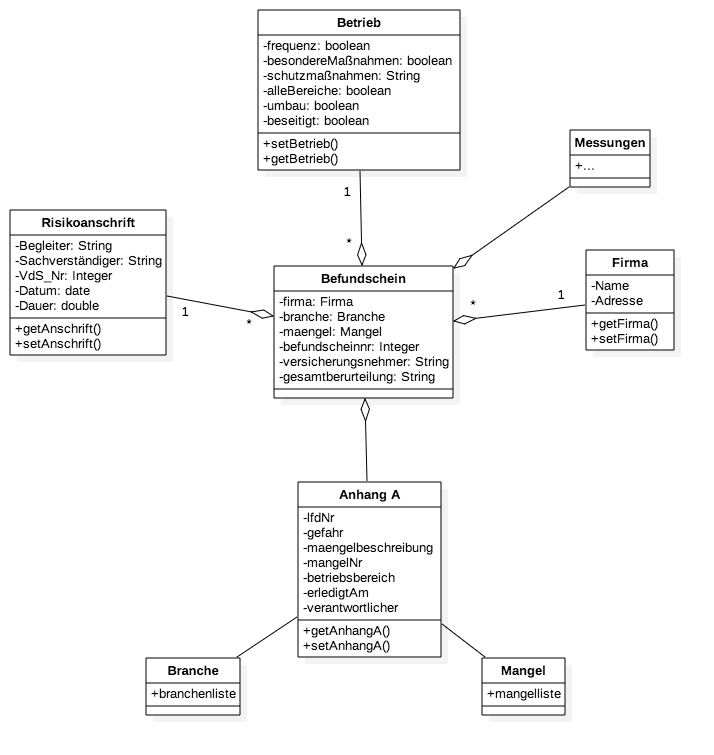 Betrieb
-frequenz: boolean
-besondereMaßnahmen: boolean
-schutzmaßnahmen: String
-alleBereiche: boolean
-umbau: boolean
-beseitigt: boolean
+setBetrieb()
+getBetrieb()
Messungen
+...
1
*
Risikoanschrift
-Begleiter: String
-Sachverständiger: String
-VdS_Nr: Integer
-Datum: date
-Dauer: double
+getAnschrift()
+setAnschrift()
1
*
Befundschein
-firma: Firma
-branche: Branche
-maengel: Mangel
-befundscheinnr: Integer
-versicherungsnehmer: String
-gesamtberurteilung: String
*
1
Firma
-Name
-Adresse
+getFirma()
+setFirma()
Anhang A
-lfdNr
-gefahr
-maengelbeschreibung
-mangelNr
-betriebsbereich
-erledigtAm
-verantwortlicher
+getAnhangA()
+setAnhangA()
Branche
+branchenliste
Mangel
+mangelliste